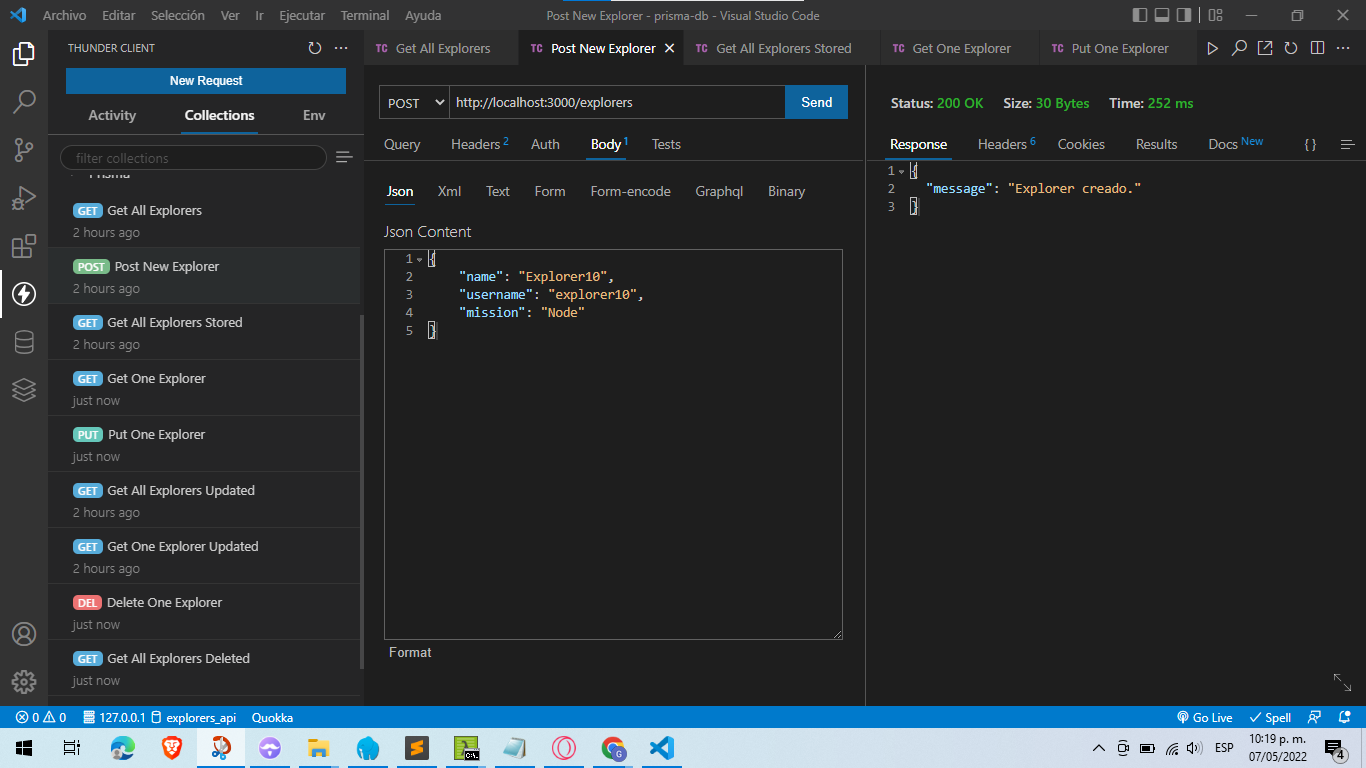 Archivo Editar Selección Ver Ir Ejecutar Terminal Ayuda Post New Explorer - prisma-db - Visual Studio Code
THUNDER CLIENT
New Request
Activity Collections Env
filter collections
Prisma
GET Get All Explorers
2 hours ago
POST Post New Explorer
2 hours ago
GET Get All Explorers Stored
2 hours ago
GET Get One Explorer
just now
PUT Put One Explorer
just now
GET Get All Explorers Updated
2 hours ago
GET Get One Explorer Updated
2 hours ago
DEL Delete One Explorer
just now
GET Get All Explorers Deleted
just now
TC Get All Explorers TC Post New Explorer TC Get All Explorers Stored TC Get One Explorer TC Put One Explorer
POST http://localhost:3000/explorers Send
Query Headers 2 Auth Body 1 Tests
Json Xml Text Form Form-encode Graphql Binary
Json Content
1 {
2 "name": "Explorer10",
3 "username": "explorer10",
4 "mission": "Node"
5 }
Format
Status: 200 OK Size: 30 Bytes Time: 252 ms
Response Headers 6 Cookies Results Docs New {}
1 {
2 "message": "Explorer creado."
3 }
0 0 127.0.0.1 explorers_api Quokka Go Live Spell
ESP 10:19 p. m.
07/05/2022
4